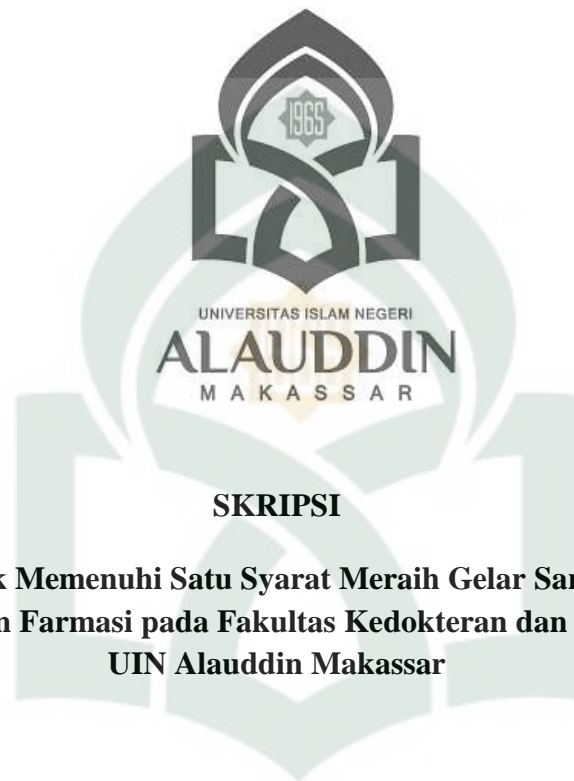 1965
UNIVERSITAS ISLAM NEGERI
ALAUDDIN
MAKASSAR
SKRIPSI
Memenuhi Satu Syarat Meraih Gelar
Farmasi pada Fakultas Kedokteran dan
UIN Alauddin Makassar